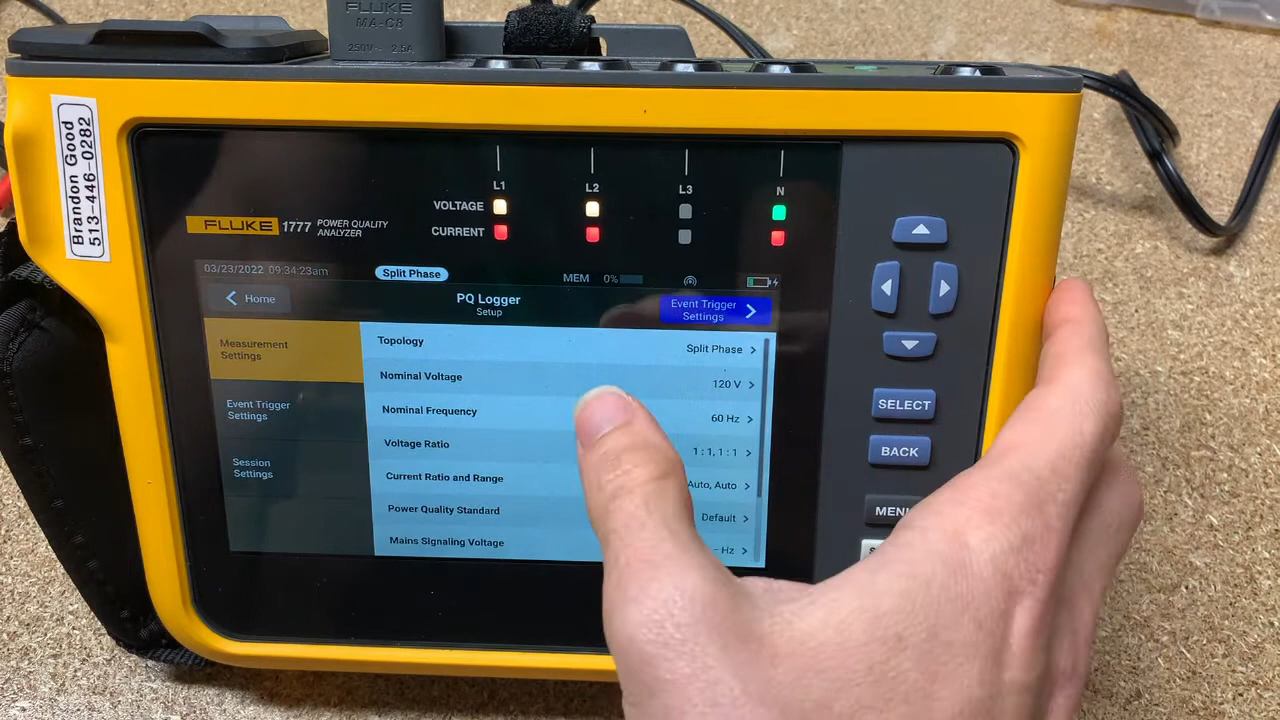 FLUKE
MA-C8
250V~ 2,5A
Brandon Good
513-446-0282
L1 L2 L3 N
VOLTAGE
CURRENT
FLUKE 1777 POWER QUALITY
ANALYZER
03/23/2022 09:34:23am Split Phase MEM 0%
Home PQ Logger Event Trigger
Setup Settings
Measurement
Settings
Event Trigger
Settings
Session
Settings
Topology Split Phase
Nominal Voltage 120 V
Nominal Frequency 60 Hz
Voltage Ratio 1 : 1, 1 : 1
Current Ratio and Range Auto, Auto
Power Quality Standard Default
Mains Signaling Voltage – Hz
SELECT
BACK